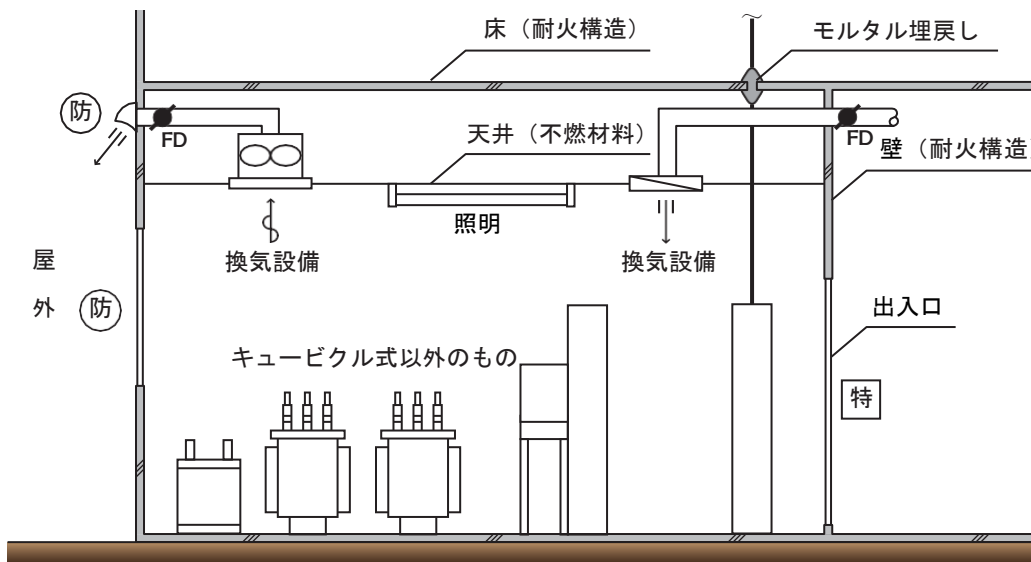 床（耐火構造）
モルタル埋戻し
防
FD
天井（不燃材料）
FD
壁（耐火構造）
照明
換気設備
換気設備
屋外
防
出入口
キュービクル式以外のもの
特